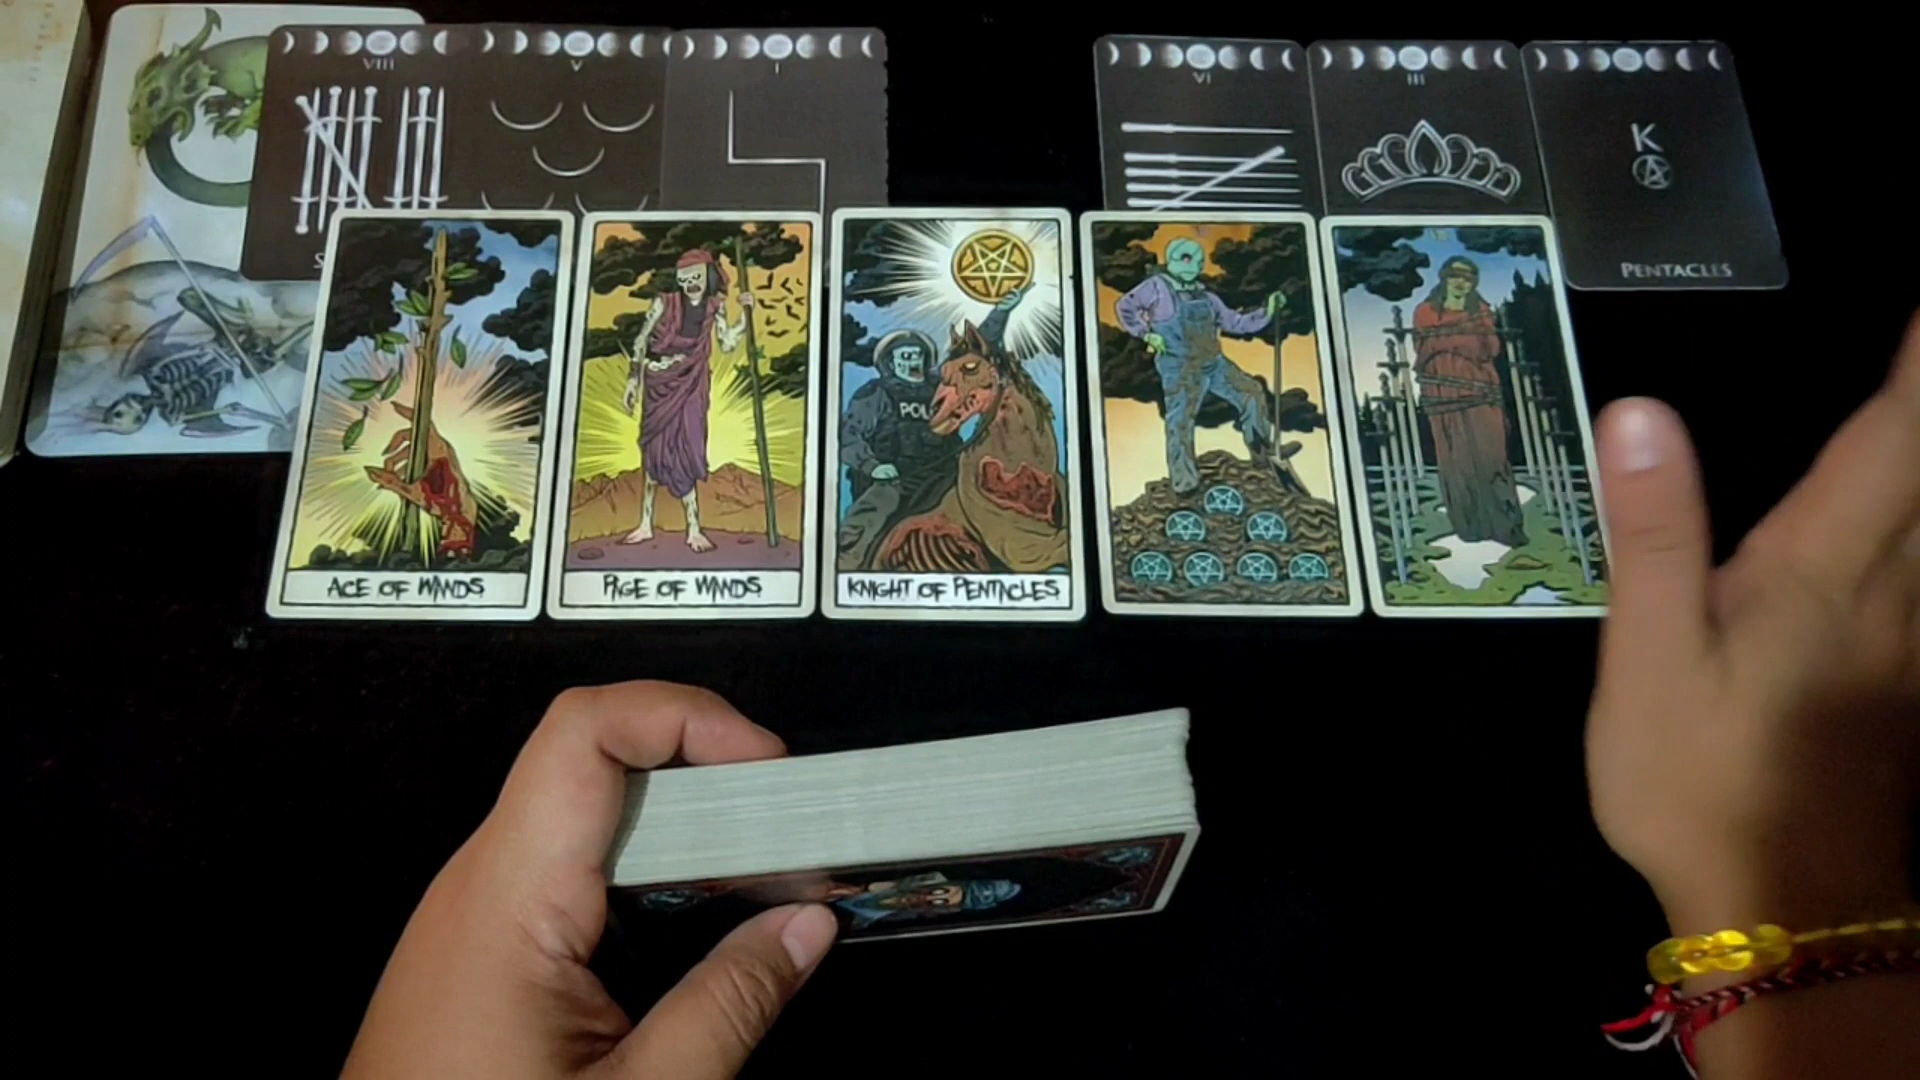 VIII
V
I
VI
III
K
PENTACLES
POL
ACE OF WANDS
PAGE OF WANDS
KNIGHT OF PENTACLES